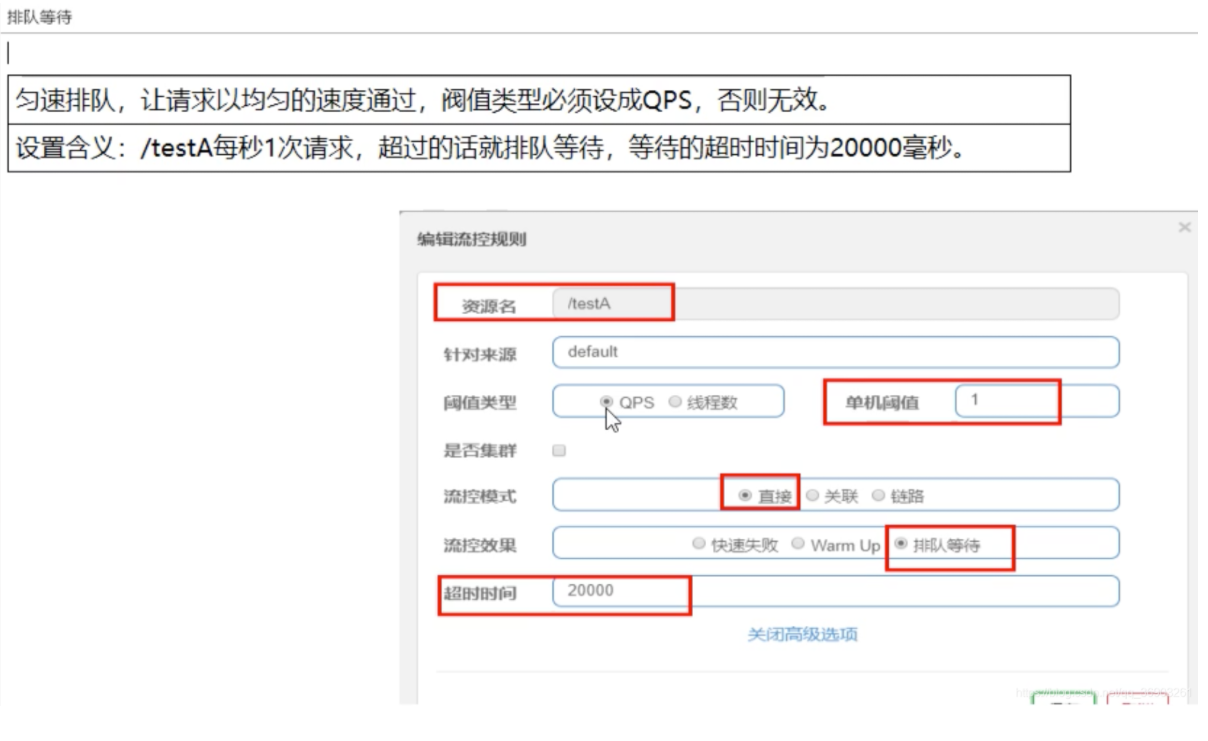 排队等待
匀速排队，让请求以均匀的速度通过，阀值类型必须设成QPS，否则无效。
设置含义：/testA每秒1次请求，超过的话就排队等待，等待的超时时间为20000毫秒。
编辑流控规则 ×
资源名 /testA
针对来源 default
阈值类型 QPS 线程数 单机阈值 1
是否集群
流控模式 直接 关联 链路
流控效果 快速失败 Warm Up 排队等待
超时时间 20000
关闭高级选项